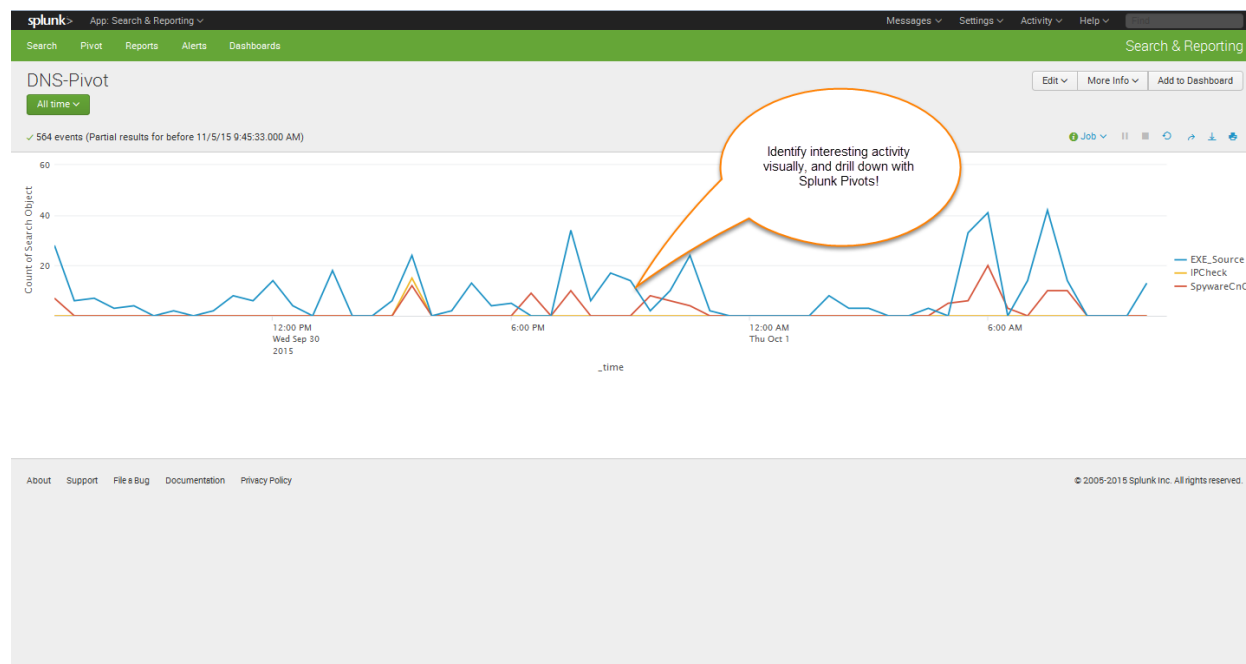 splunk> App: Search & Reporting Messages Settings Activity Help Find
Search Pivot Reports Alerts Dashboards Search & Reporting
DNS-Pivot
Edit More Info Add to Dashboard
All time
564 events (Partial results for before 11/5/15 9:45:33.000 AM) Job
Identify interesting activity
visually, and drill down with
Splunk Pivots!
60
40
20
Count of Search Object
EXE_Source
IPCheck
SpywareCnC
12:00 PM
Wed Sep 30
2015
6:00 PM
12:00 AM
Thu Oct 1
6:00 AM
_time
About Support File a Bug Documentation Privacy Policy © 2005-2015 Splunk Inc. All rights reserved.